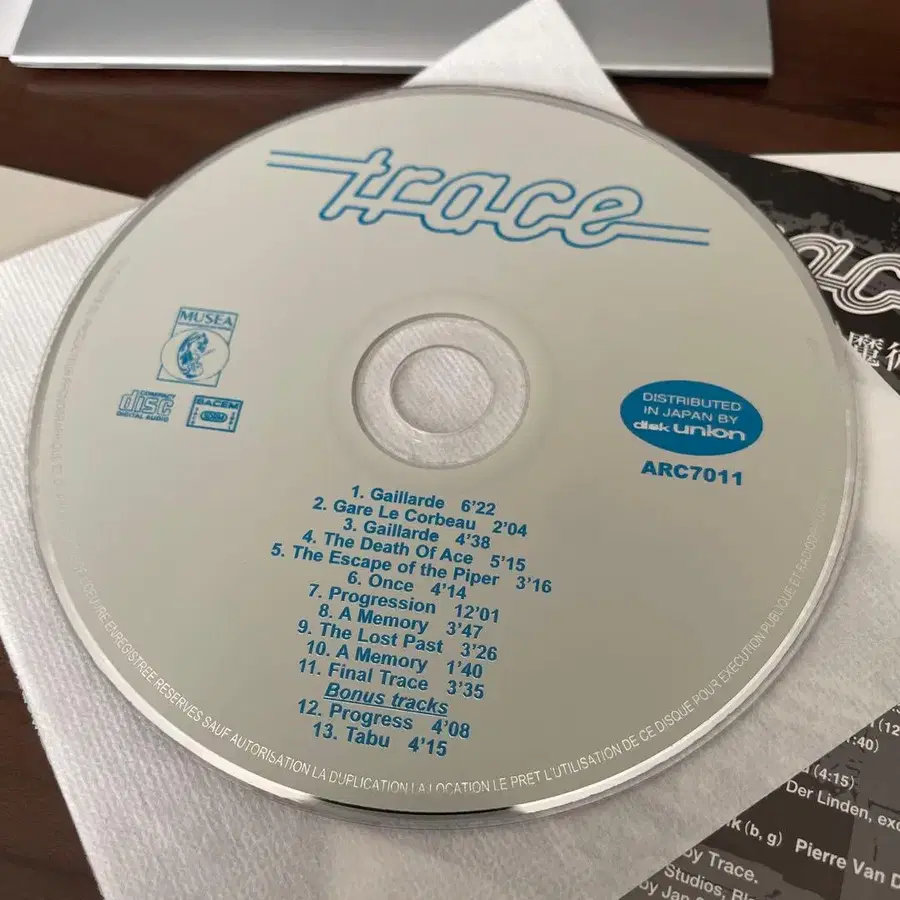 trace
MUSEA
COMPACT
disc
DIGITAL AUDIO
SACEM
DISTRIBUTED
IN JAPAN BY
disk union
ARC7011
1. Gaillarde 6'22
2. Gare Le Corbeau 2'04
3. Gaillarde 4'38
4. The Death Of Ace 5'15
5. The Escape of the Piper 3'16
6. Once 4'14
7. Progression 12'01
8. A Memory 3'47
9. The Lost Past 3'26
10. A Memory 1'40
11. Final Trace 3'35
Bonus tracks
12. Progress 4'08
13. Tabu 4'15
OEUVRE ENREGISTREE RESERVES SAUF AUTORISATION LA DUPLICATION LA LOCATION LE PRET L'UTILISATION DE CE DISQUE POUR EXECUTION PUBLIQUE ET
魔術
(12
:40)
(4:15)
Der Linden, exc
(b, g) Pierre Van D
by Trace.
Studios,
by Jan